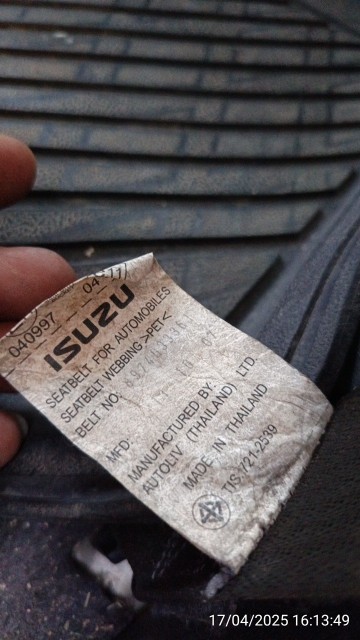 040997
ISUZU
SEATBELT FOR AUTOMOBILES
SEATBELT WEBBING >PET<
BELT NO.
MFD.
MANUFACTURED BY.
AUTOLIV (THAILAND) LTD.
MADE IN THAILAND
TIS 721-2539
17/04/2025 16:13:49